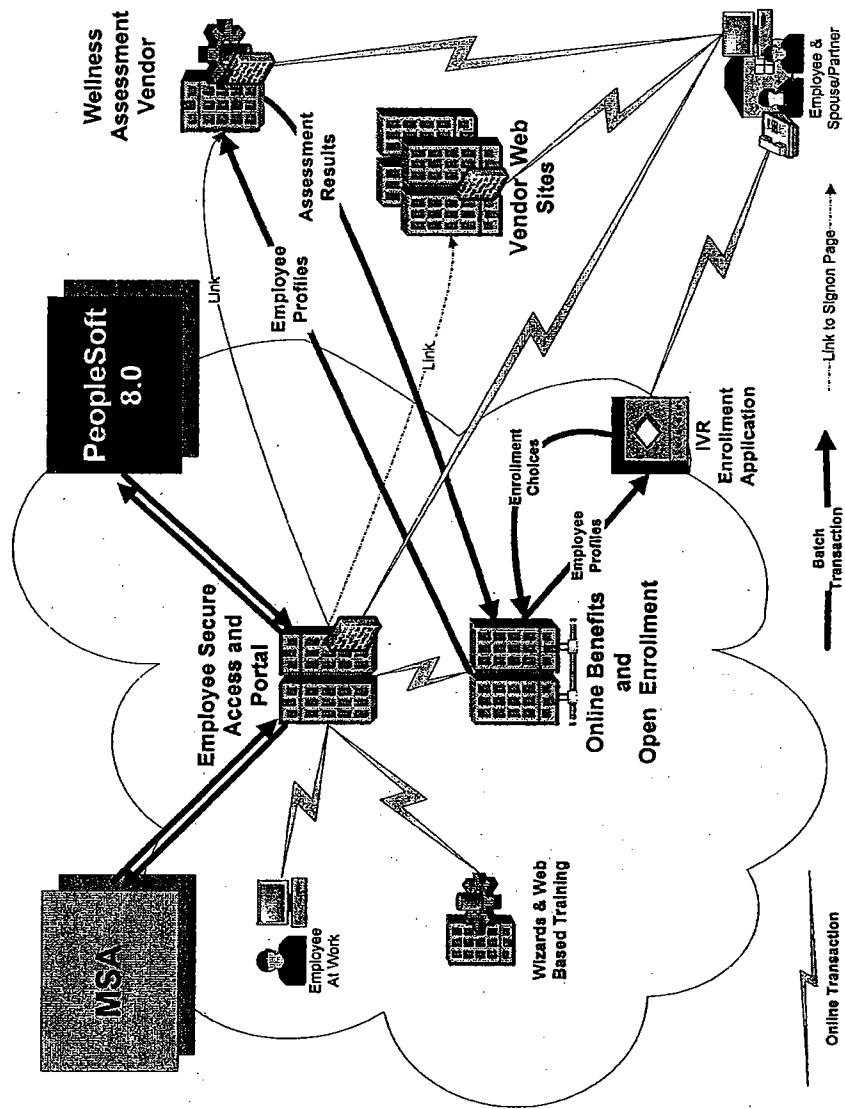 MSA
PeopleSoft
8.0
Wellness
Assessment
Vendor
Link
Employee Secure
Access and
Portal
Employee
Profiles
Assessment
Results
Employee
At Work
Link
Vendor Web
Sites
Wizards & Web
Based Training
Online Benefits
and
Open Enrollment
Enrollment
Choices
Employee
Profiles
IVR
Enrollment
Application
Employee &
Spouse/Partner
Online Transaction
Batch
Transaction
Link to Signon Page